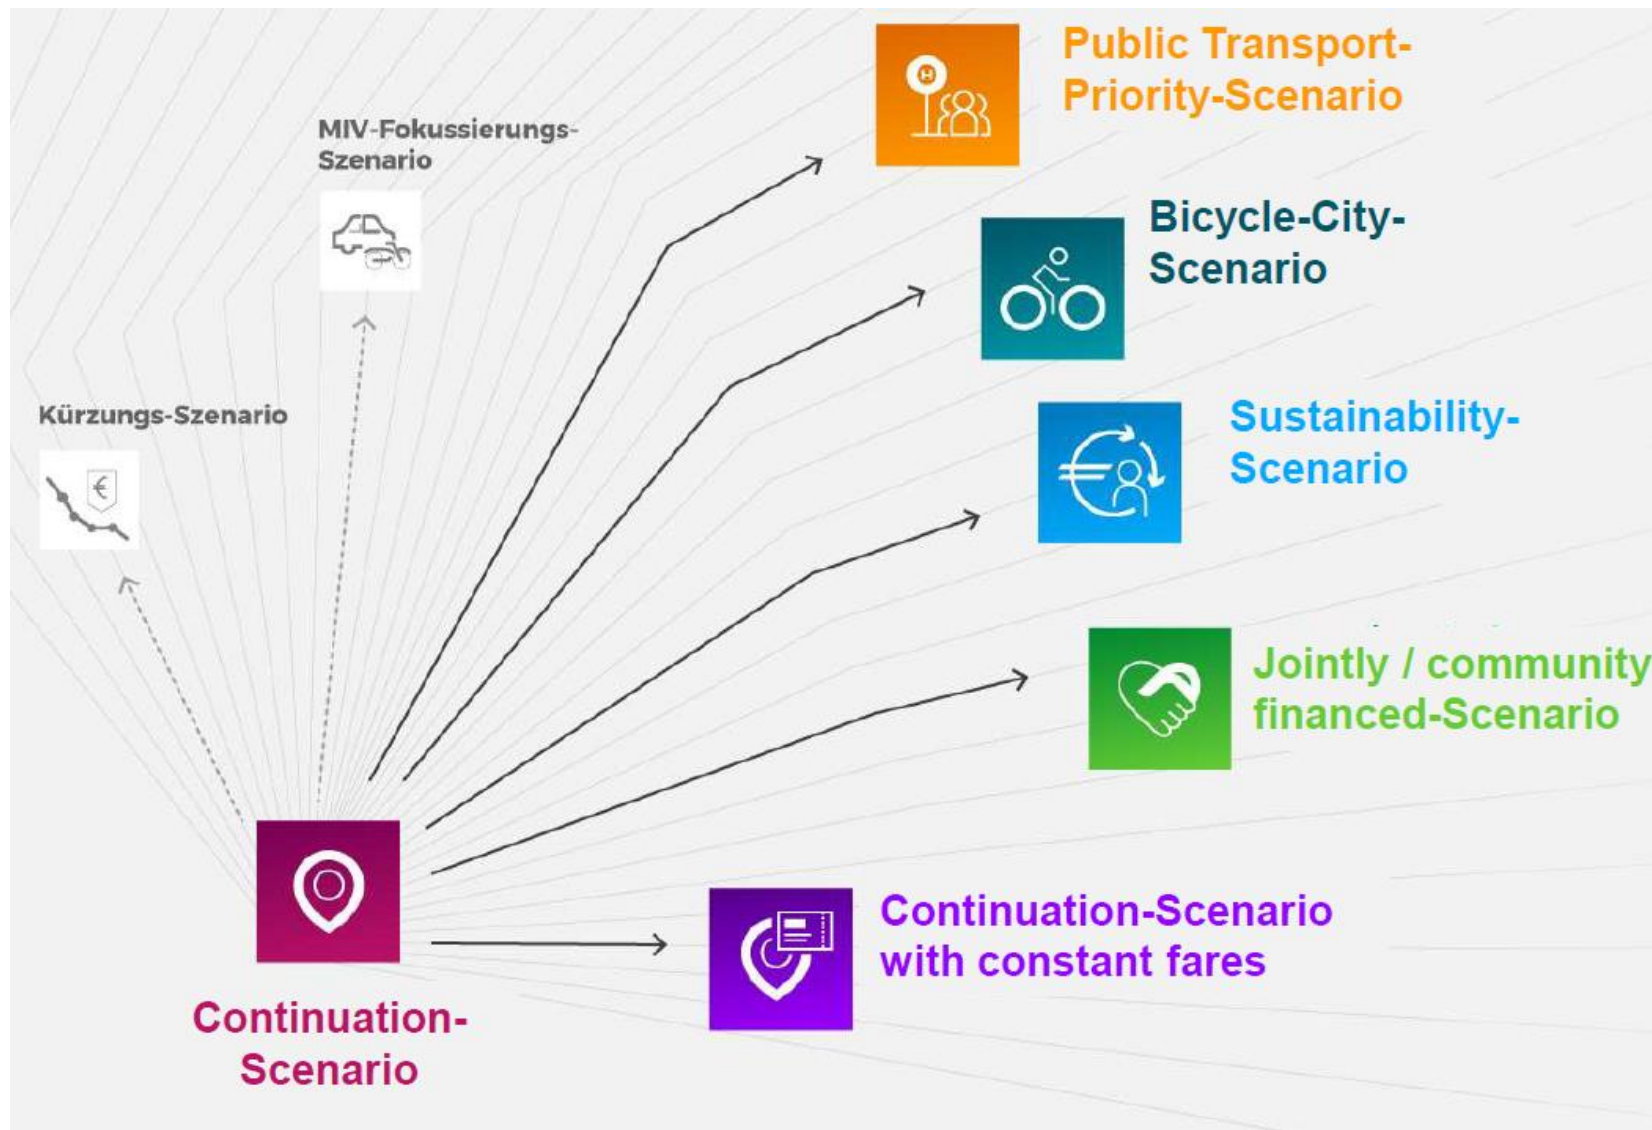 Public Transport-
Priority-Scenario
MIV-Fokussierungs-
Szenario
H
Bicycle-City-
Scenario
Kürzungs-Szenario
€
Sustainability-
Scenario
Jointly / community
financed-Scenario
Continuation-Scenario
with constant fares
Continuation-
Scenario